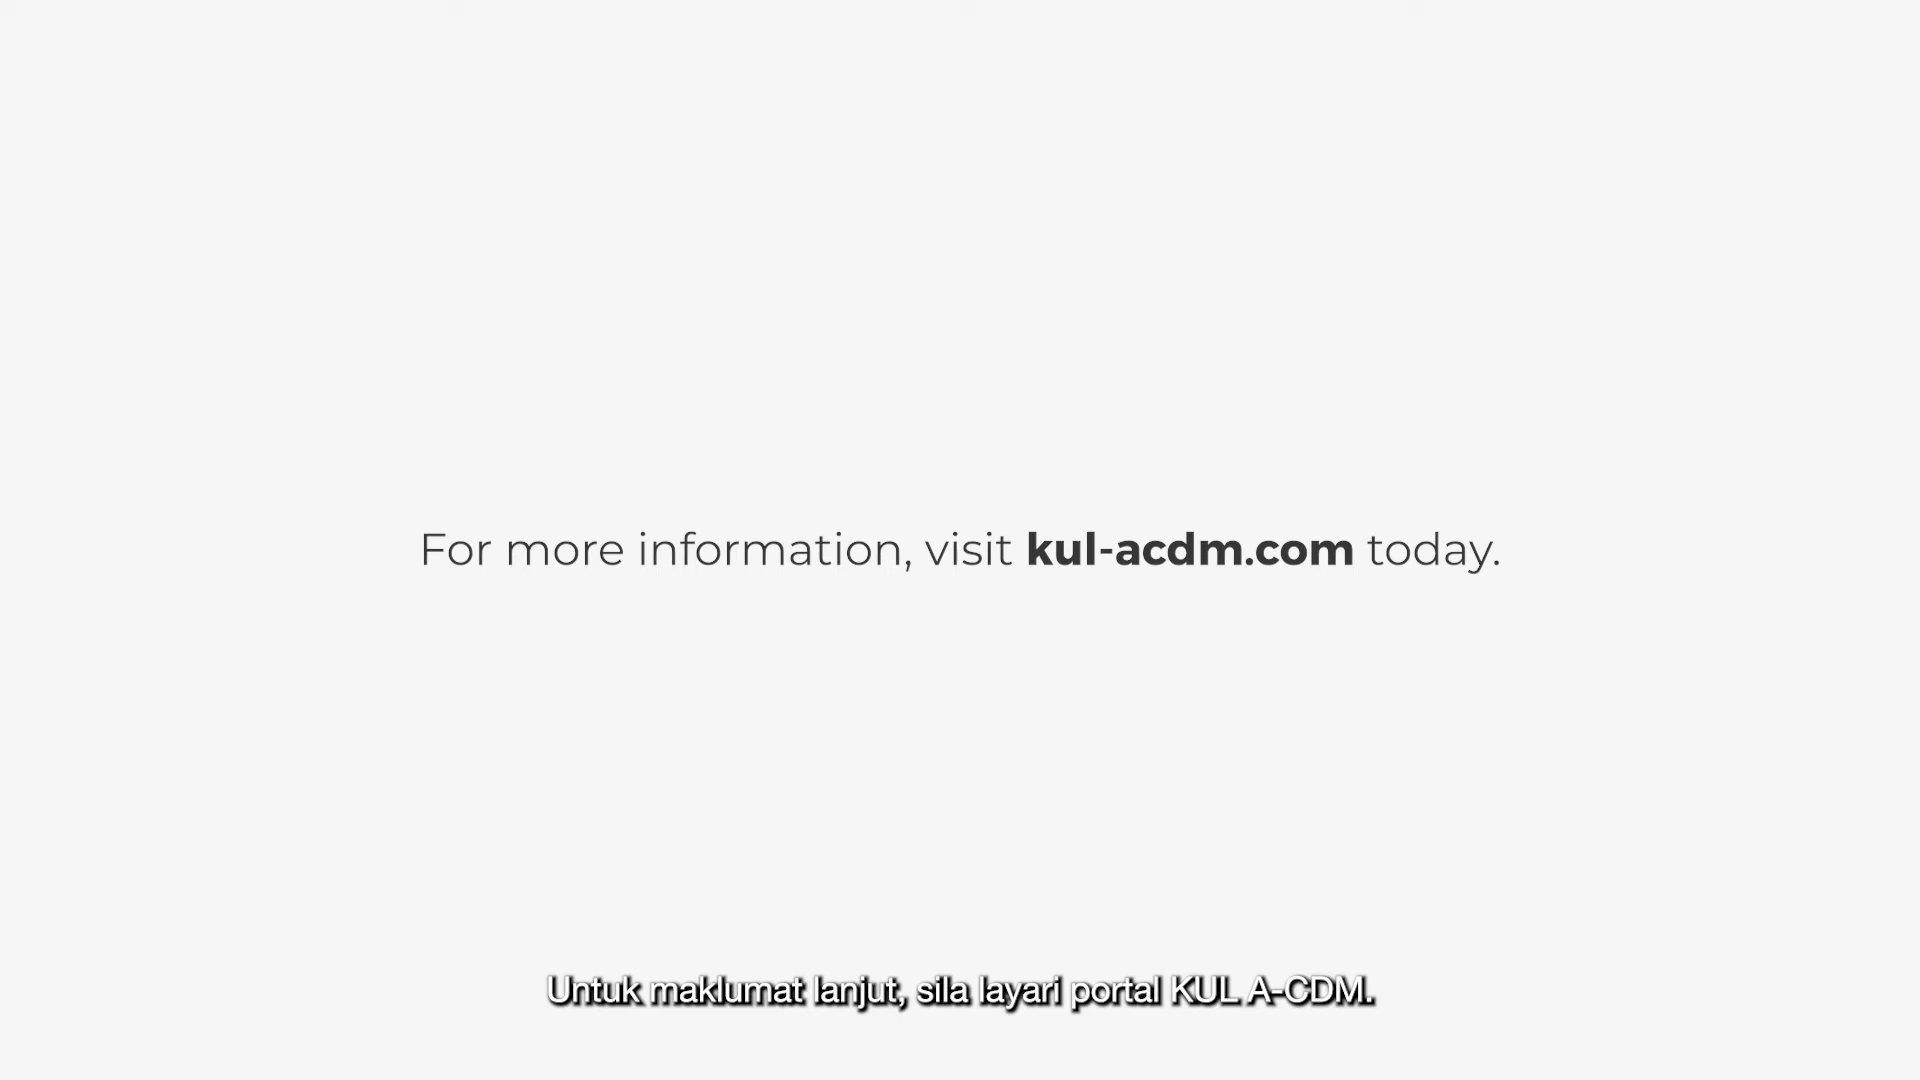 For more information, visit kul-acdm.com today.
Untuk maklumat lanjut, sila layari portal KUL A-CDM.